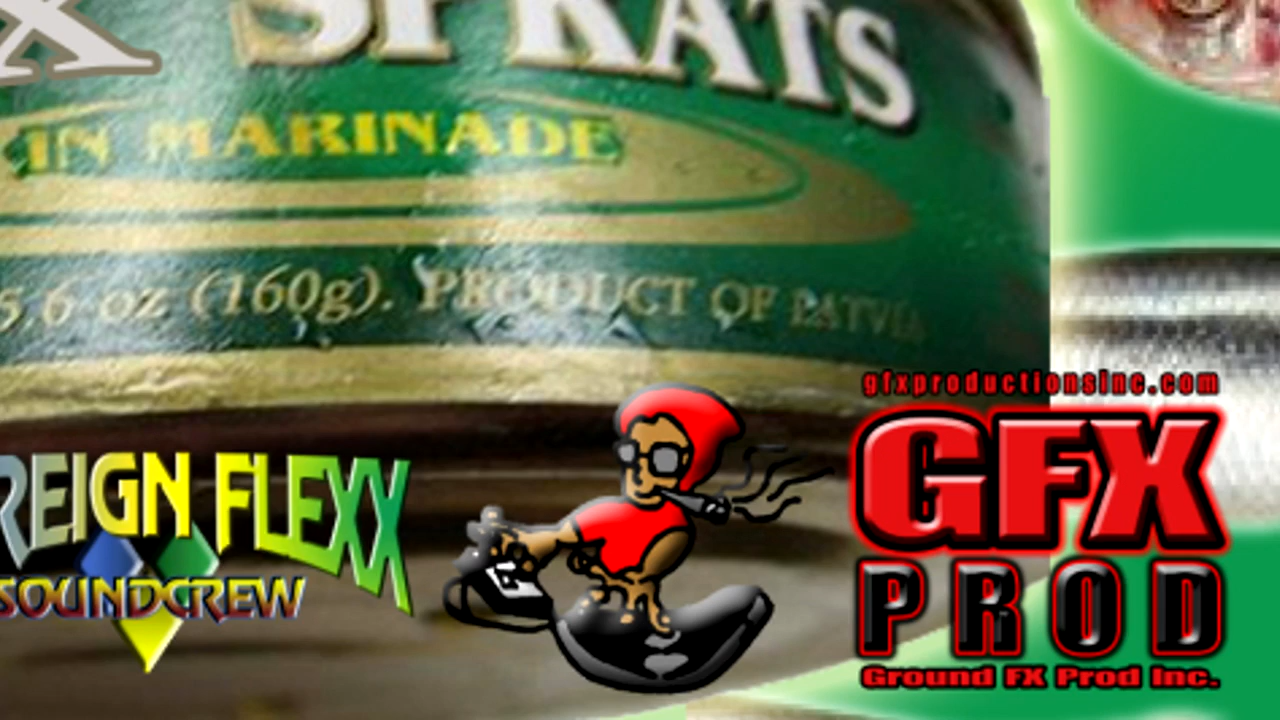 X
SPRATS
IN MARINADE
5.6 oz (160g). PRODUCT OF LATVIA
gfxproductionsinc.com
GFX
PROD
Ground FX Prod Inc.
REIGN FLEXX
SOUNDCREW